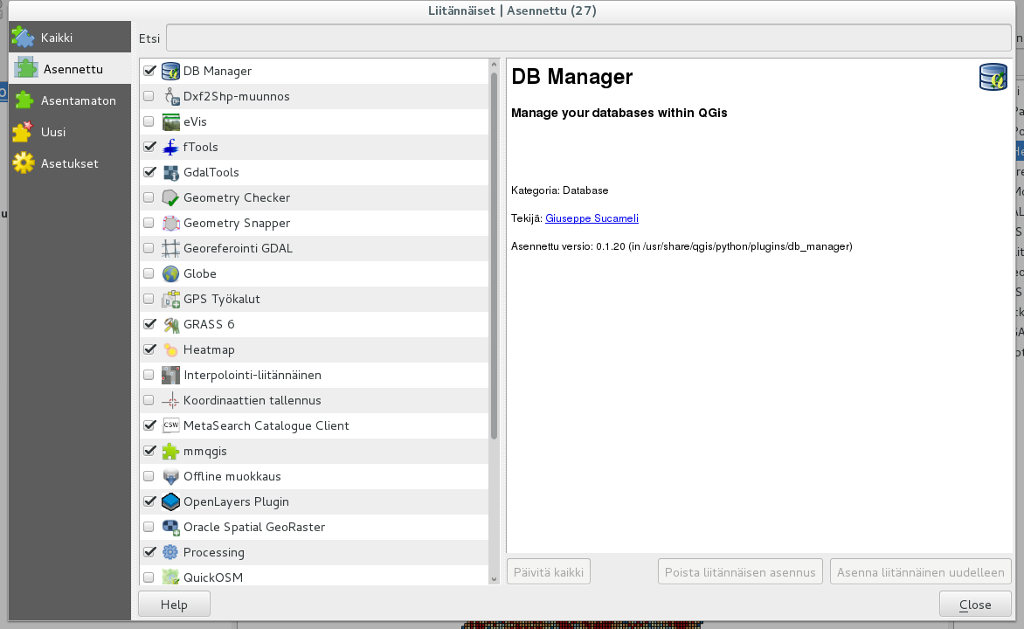 Liitännäiset | Asennettu (27)
Kaikki
Asennettu
Asentamaton
Uusi
Asetukset
Etsi
DB Manager
Dxf2Shp-muunnos
eVis
fTools
GdalTools
Geometry Checker
Geometry Snapper
Georeferointi GDAL
Globe
GPS Työkalut
GRASS 6
Heatmap
Interpolointi-liitännäinen
Koordinaattien tallennus
CSW MetaSearch Catalogue Client
mmqgis
Offline muokkaus
OpenLayers Plugin
Oracle Spatial GeoRaster
Processing
QuickOSM
DB Manager
Manage your databases within QGis
Kategoria: Database
Tekijä: Giuseppe Sucameli
Asennettu versio: 0.1.20 (in /usr/share/qgis/python/plugins/db_manager)
Päivitä kaikki
Poista liitännäisen asennus
Asenna liitännäinen uudelleen
Help
Close